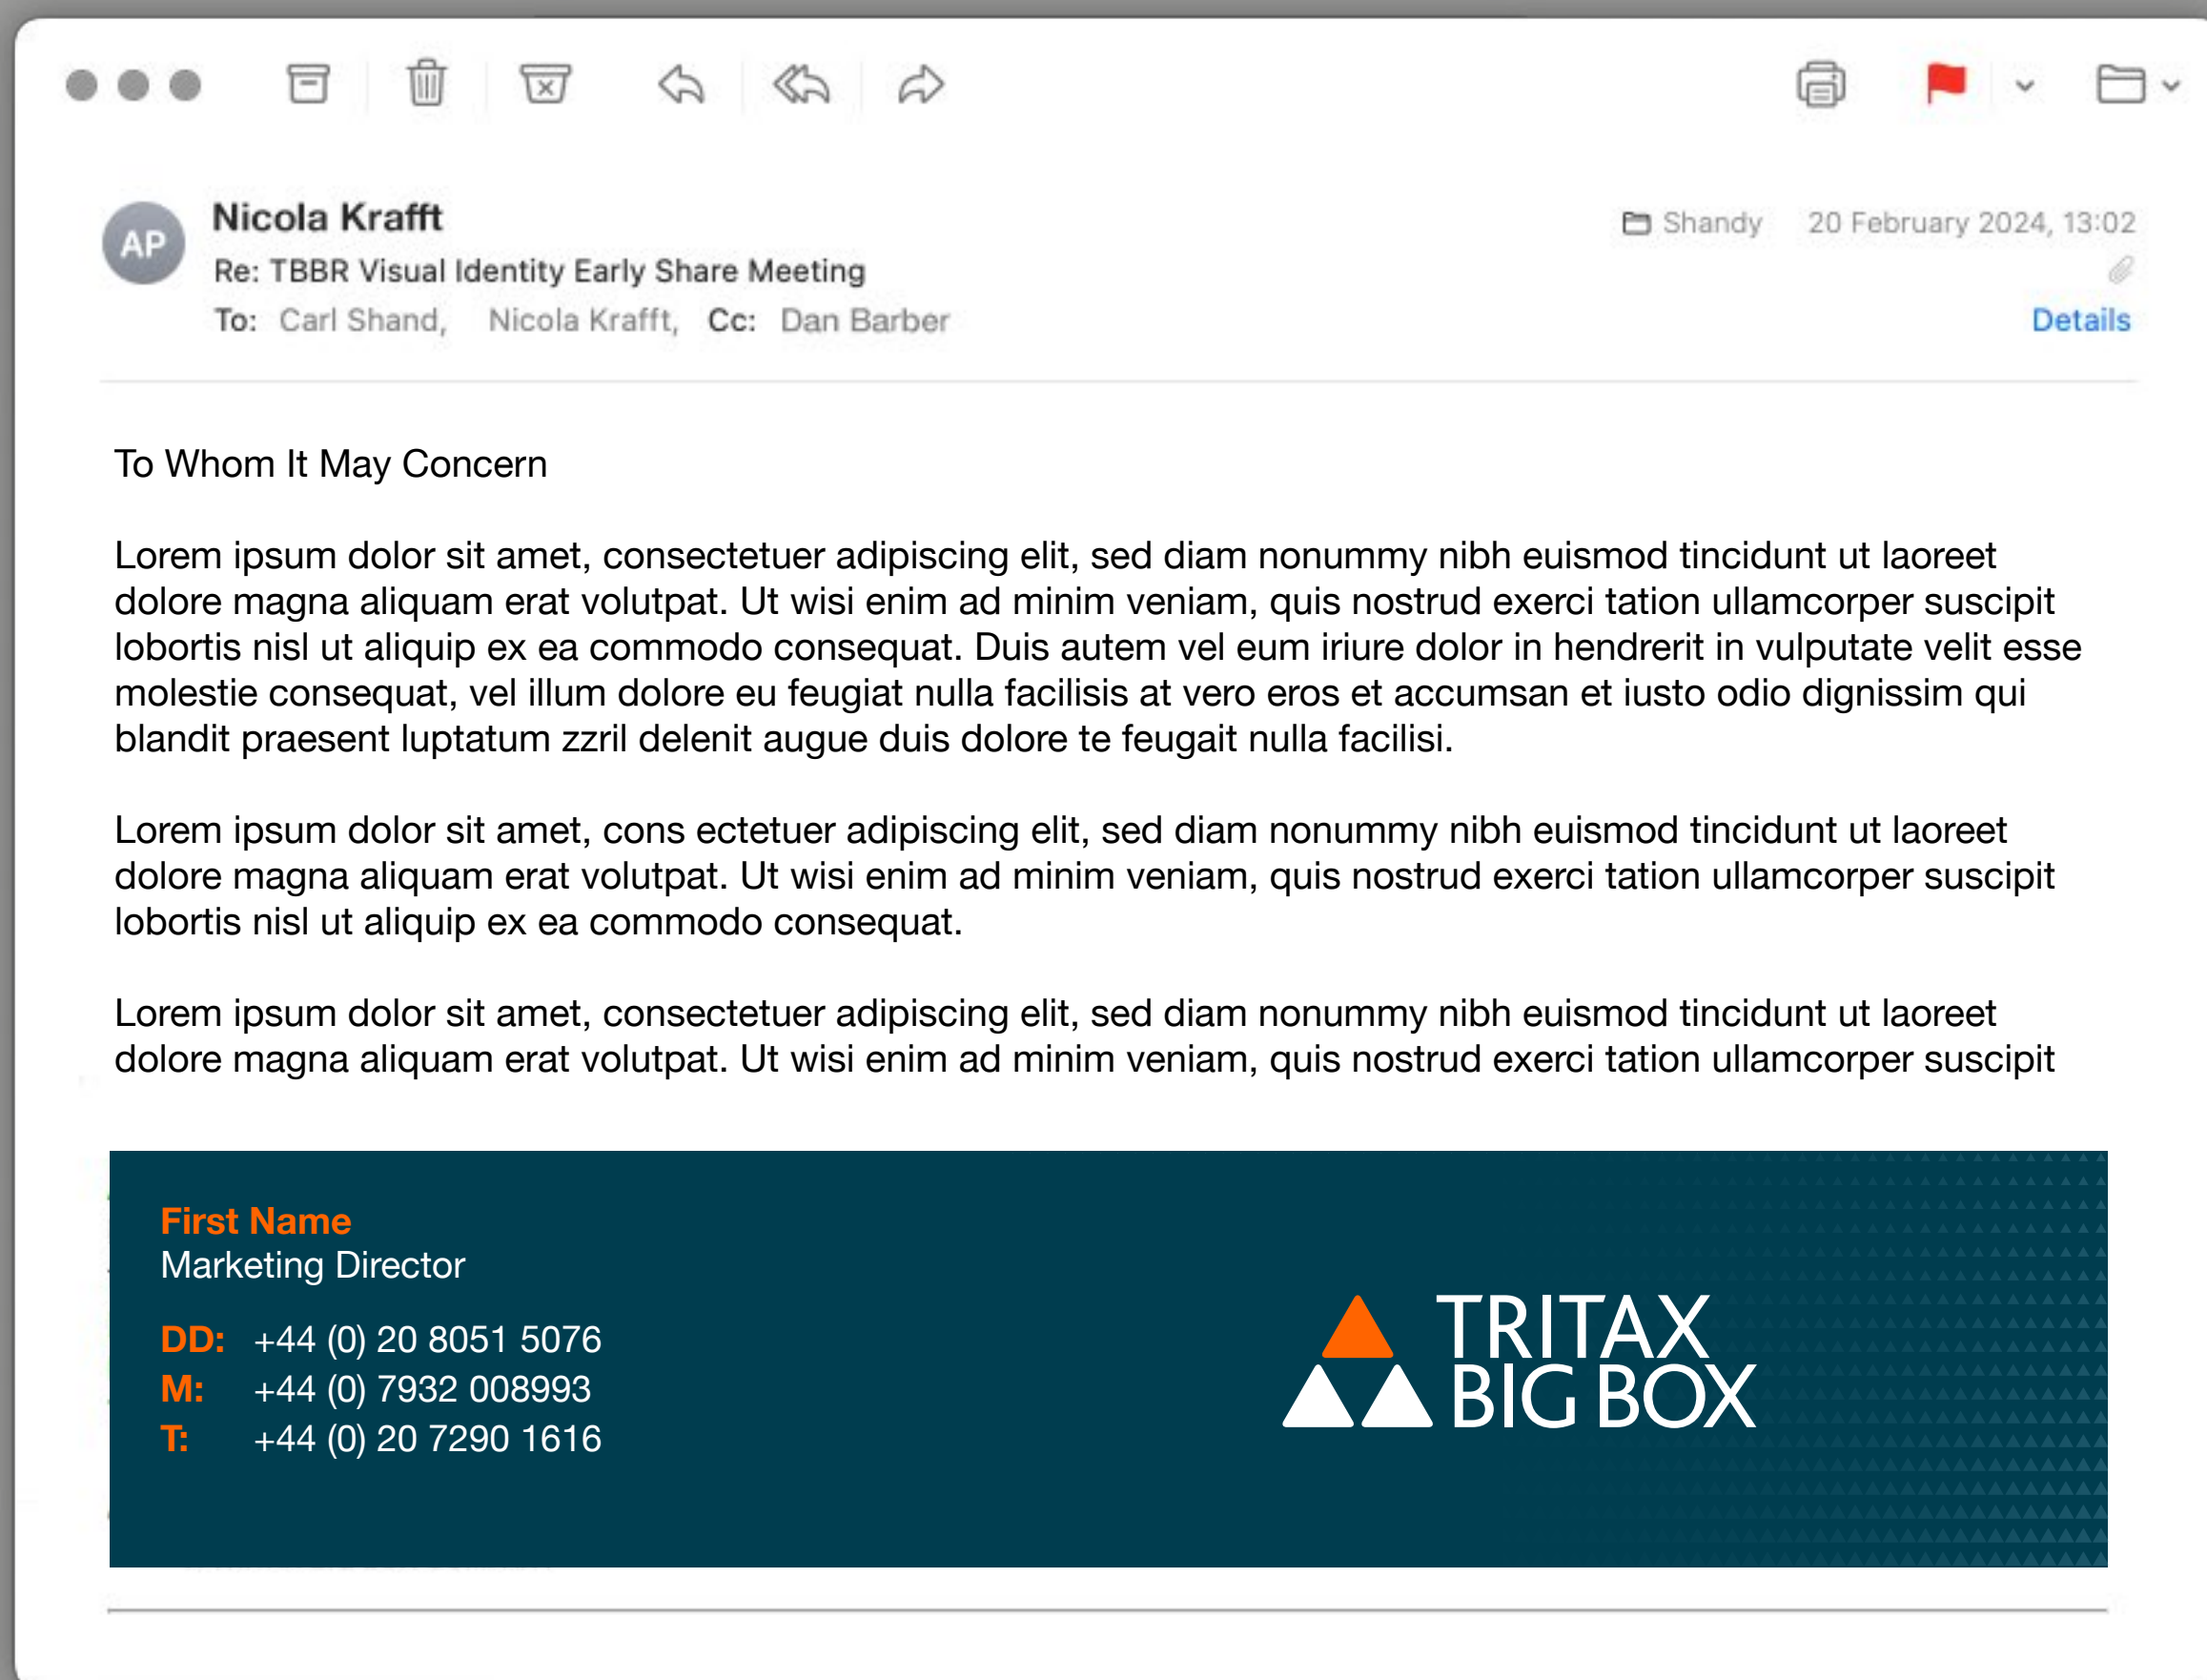 AP
Nicola Krafft
Shandy 20 February 2024, 13:02
Re: TBBR Visual Identity Early Share Meeting
To: Carl Shand, Nicola Krafft, Cc: Dan Barber
Details
To Whom It May Concern
Lorem ipsum dolor sit amet, consectetuer adipiscing elit, sed diam nonummy nibh euismod tincidunt ut laoreet
dolore magna aliquam erat volutpat. Ut wisi enim ad minim veniam, quis nostrud exerci tation ullamcorper suscipit
lobortis nisl ut aliquip ex ea commodo consequat. Duis autem vel eum iriure dolor in hendrerit in vulputate velit esse
molestie consequat, vel illum dolore eu feugiat nulla facilisis at vero eros et accumsan et iusto odio dignissim qui
blandit praesent luptatum zzril delenit augue duis dolore te feugait nulla facilisi.
Lorem ipsum dolor sit amet, cons ectetuer adipiscing elit, sed diam nonummy nibh euismod tincidunt ut laoreet
dolore magna aliquam erat volutpat. Ut wisi enim ad minim veniam, quis nostrud exerci tation ullamcorper suscipit
lobortis nisl ut aliquip ex ea commodo consequat.
Lorem ipsum dolor sit amet, consectetuer adipiscing elit, sed diam nonummy nibh euismod tincidunt ut laoreet
dolore magna aliquam erat volutpat. Ut wisi enim ad minim veniam, quis nostrud exerci tation ullamcorper suscipit
First Name
Marketing Director
DD: +44 (0) 20 8051 5076
M: +44 (0) 7932 008993
T: +44 (0) 20 7290 1616
TRITAX
BIG BOX